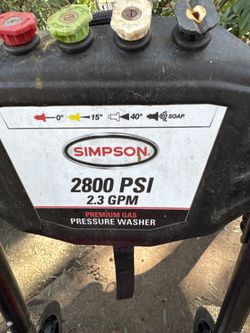 0° 15° 40° SOAP
SIMPSON
2800 PSI
2.3 GPM
PREMIUM GAS
PRESSURE WASHER